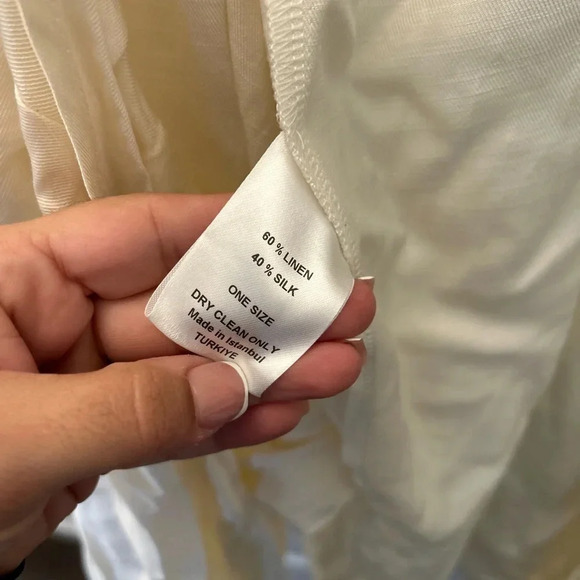 60 % LINEN
40 % SILK
ONE SIZE
DRY CLEAN ONLY
Made in Istanbul
TURKIYE